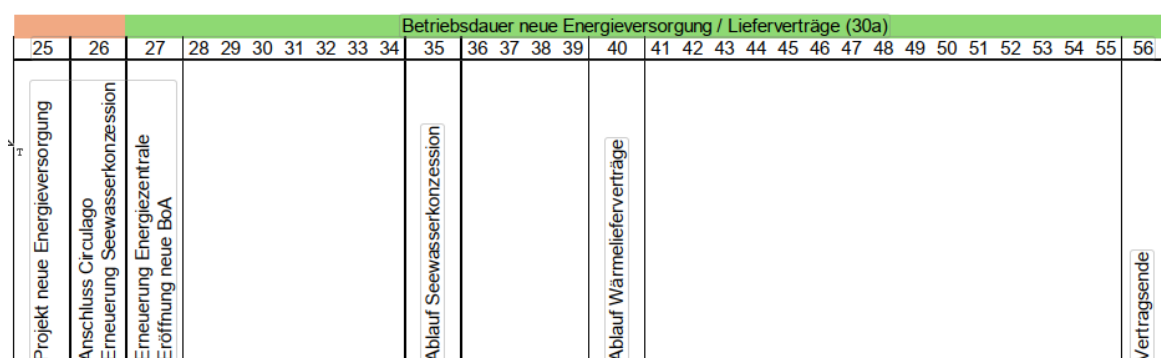 Betriebsdauer neue Energieversorgung / Lieferverträge (30a)
25 26 27 28 29 30 31 32 33 34 35 36 37 38 39 40 41 42 43 44 45 46 47 48 49 50 51 52 53 54 55 56
Projekt neue Energieversorgung
Anschluss Circulago
Erneuerung Seewasserkonzession
Erneuerung Energiezentrale
Eröffnung neue BoA
Ablauf Seewasserkonzession
Ablauf Wärmelieferverträge
Vertragsende